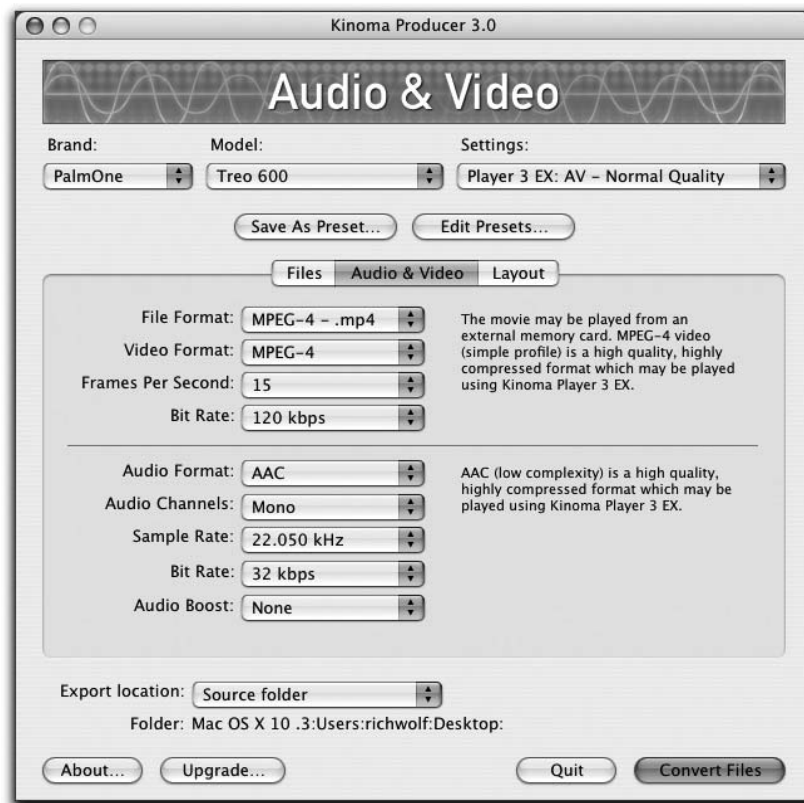 Kinoma Producer 3.0
Audio & Video
Brand: Model: Settings:
PalmOne Treo 600 Player 3 EX: AV – Normal Quality
Save As Preset... Edit Presets...
Files Audio & Video Layout
File Format: MPEG-4 – .mp4
Video Format: MPEG-4
Frames Per Second: 15
Bit Rate: 120 kbps
The movie may be played from an
external memory card. MPEG-4 video
(simple profile) is a high quality, highly
compressed format which may be played
using Kinoma Player 3 EX.
Audio Format: AAC
Audio Channels: Mono
Sample Rate: 22.050 kHz
Bit Rate: 32 kbps
Audio Boost: None
AAC (low complexity) is a high quality,
highly compressed format which may be
played using Kinoma Player 3 EX.
Export location: Source folder
Folder: Mac OS X 10 .3:Users:richwolf:Desktop:
About... Upgrade... Quit Convert Files